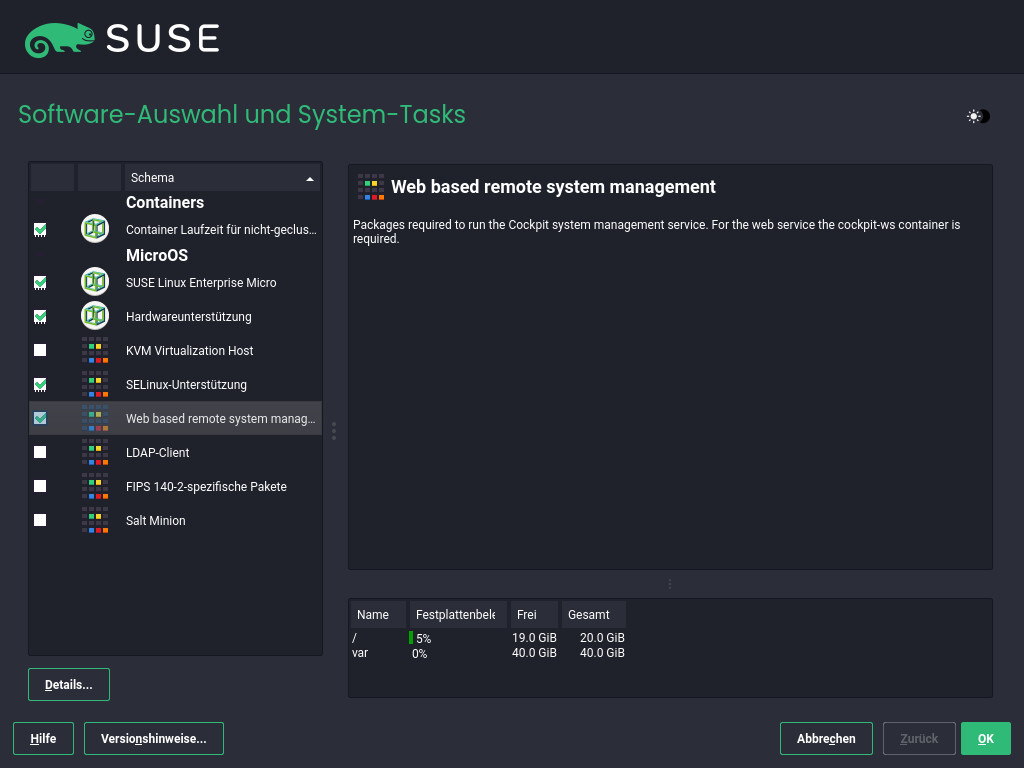 SUSE
Software-Auswahl und System-Tasks
Schema
Containers
Container Laufzeit für nicht-geclus...
MicroOS
SUSE Linux Enterprise Micro
Hardwareunterstützung
KVM Virtualization Host
SELinux-Unterstützung
Web based remote system manag...
LDAP-Client
FIPS 140-2-spezifische Pakete
Salt Minion
Web based remote system management
Packages required to run the Cockpit system management service. For the web service the cockpit-ws container is
required.
Name Festplattenbele Frei Gesamt
/ 5% 19.0 GiB 20.0 GiB
var 0% 40.0 GiB 40.0 GiB
Details...
Hilfe Versionshinweise... Abbrechen Zurück OK